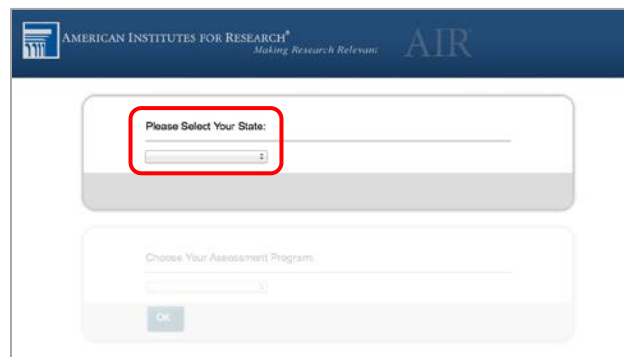 AMERICAN INSTITUTES FOR RESEARCH®
Making Research Relevant
AIR
Please Select Your State:
Choose Your Assessment Program:
OK